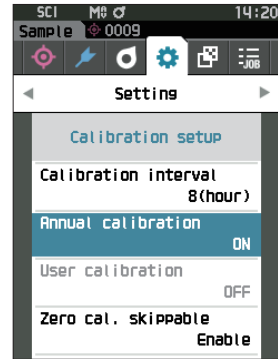 SCI M0 14:20
Sample 0009
JOB
Setting
Calibration setup
Calibration interval
8(hour)
Annual calibration
ON
User calibration
OFF
Zero cal. skippable
Enable